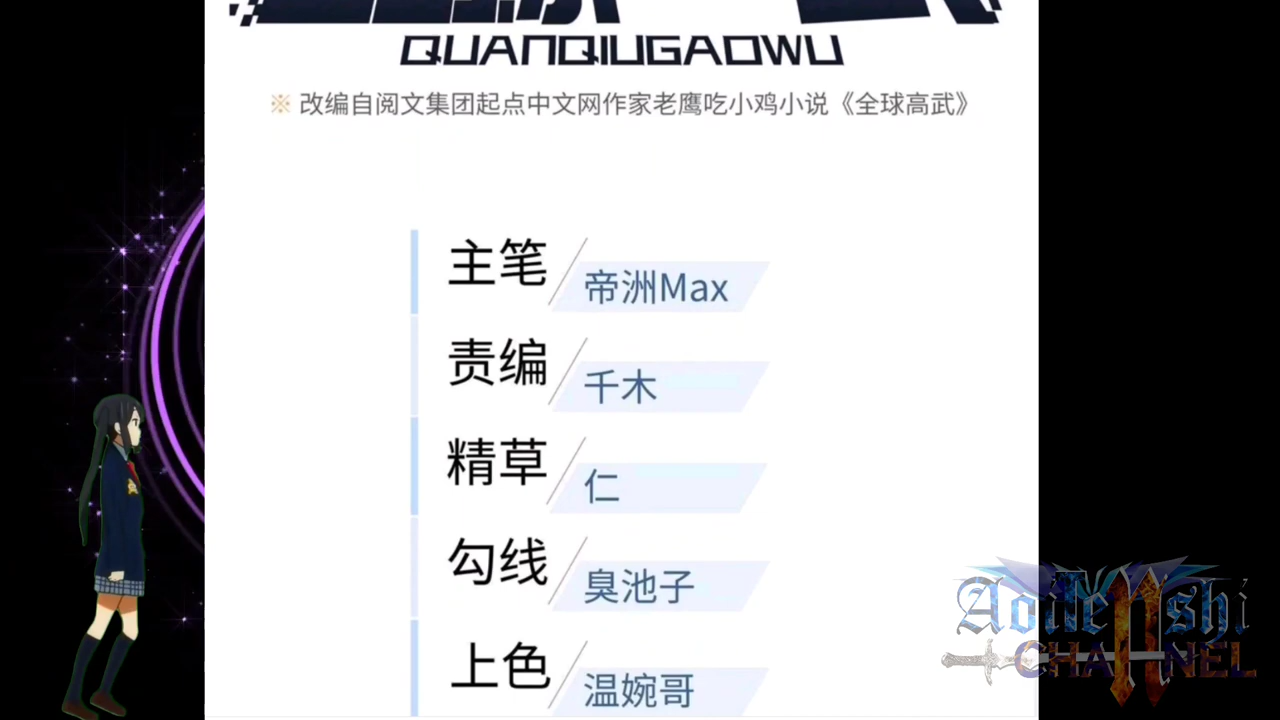 QUANQIUGAOWU
※ 改编自阅文集团起点中文网作家老鹰吃小鸡小说《全球高武》
主笔 帝洲Max
责编 千木
精草 仁
勾线 臭池子
上色 温婉哥
Aoitenshi
CHANNEL